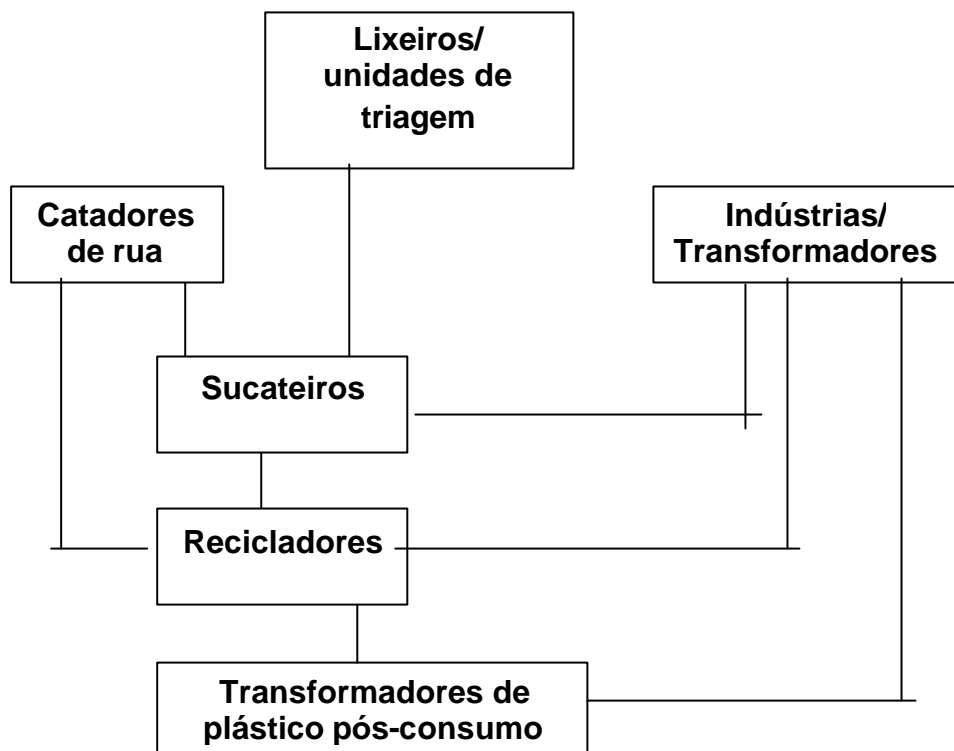 Lixeiros/
unidades de
triagem
Catadores
de rua
Indústrias/
Transformadores
Sucateiros
Recicladores
Transformadores de
plástico pós-consumo